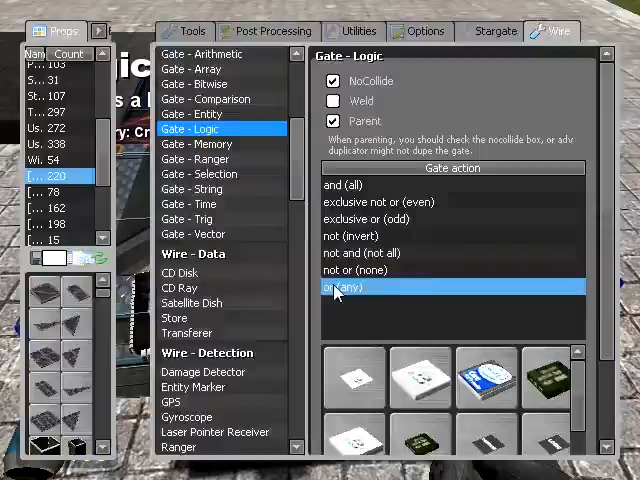 Props
Tools
Post Processing
Utilities
Options
Stargate
Wire
Nam
Count
P... 103
S... 31
St... 107
T... 297
Us. 272
Us. 338
Wi. 54
[... 220
[... 78
[... 162
[... 198
[... 15
Gate - Arithmetic
Gate - Array
Gate - Bitwise
Gate - Comparison
Gate - Entity
Gate - Logic
Gate - Memory
Gate - Ranger
Gate - Selection
Gate - String
Gate - Time
Gate - Trig
Gate - Vector
Wire - Data
CD Disk
CD Ray
Satellite Dish
Store
Transferer
Wire - Detection
Damage Detector
Entity Marker
GPS
Gyroscope
Laser Pointer Receiver
Ranger
Gate - Logic
NoCollide
Weld
Parent
When parenting, you should check the nocollide box, or adv.
duplicator might not dupe the gate.
Gate action
and (all)
exclusive not or (even)
exclusive or (odd)
not (invert)
not and (not all)
not or (none)
or (any)